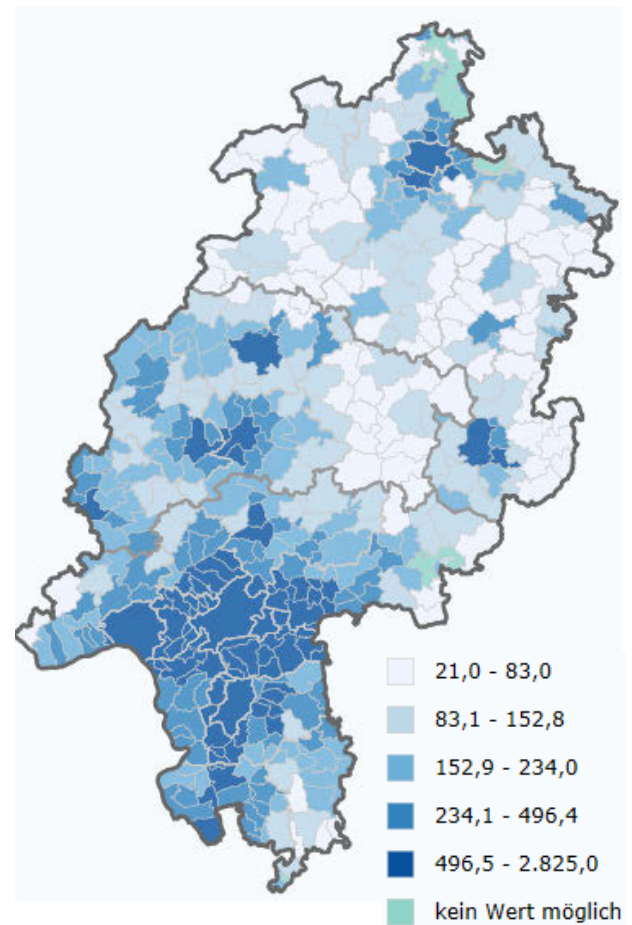 21,0 - 83,0
83,1 - 152,8
152,9 - 234,0
234,1 - 496,4
496,5 - 2.825,0
kein Wert möglich